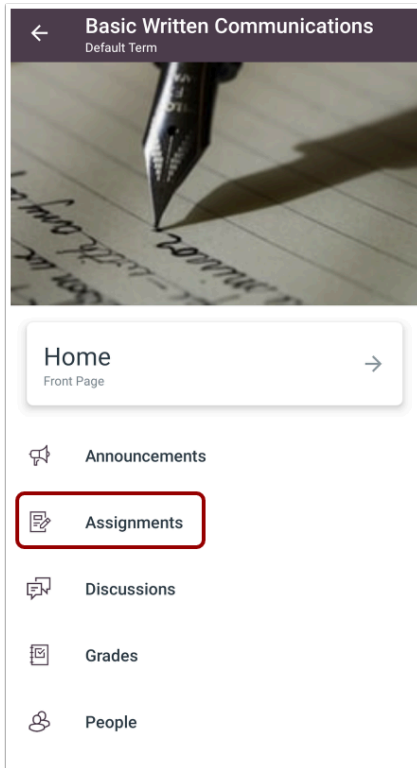 Basic Written Communications
Default Term
Home
Front Page
Announcements
Assignments
Discussions
Grades
People